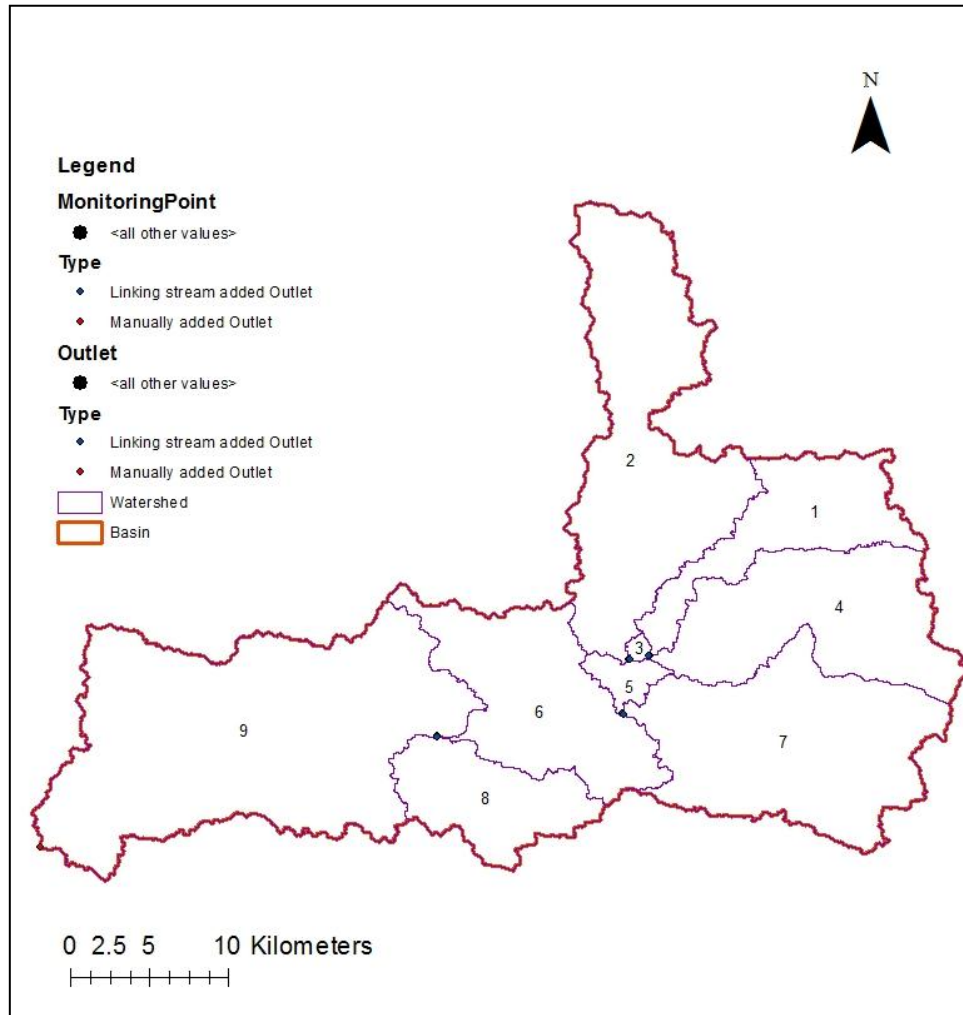 N
Legend
MonitoringPoint
<all other values>
Type
Linking stream added Outlet
Manually added Outlet
Outlet
<all other values>
Type
Linking stream added Outlet
Manually added Outlet
Watershed
Basin
2
1
4
3
5
6
9
7
8
0 2.5 5 10 Kilometers